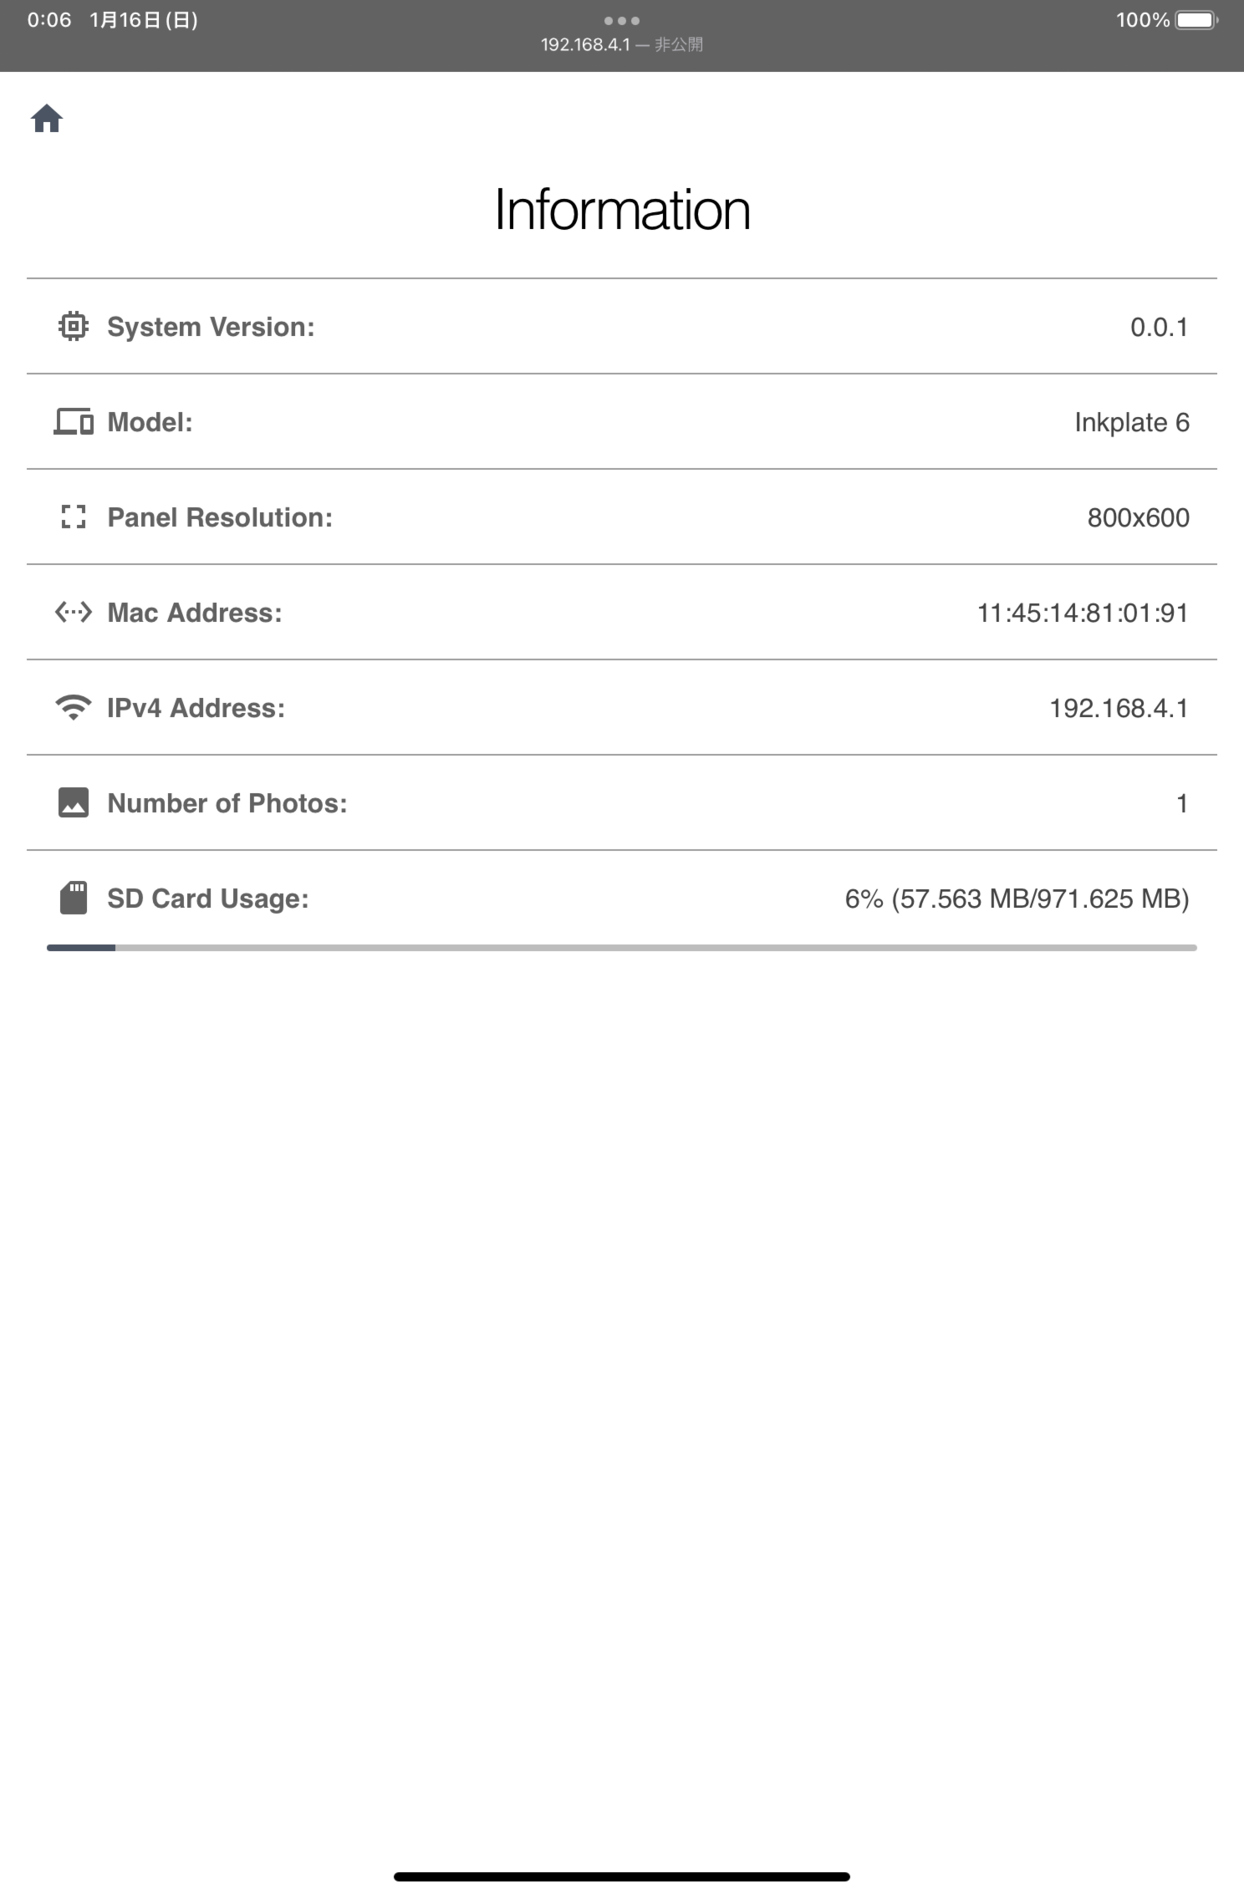 0:06 1月16日(日)
100%
192.168.4.1 — 非公開
Information
System Version: 0.0.1
Model: Inkplate 6
Panel Resolution: 800x600
Mac Address: 11:45:14:81:01:91
IPv4 Address: 192.168.4.1
Number of Photos: 1
SD Card Usage: 6% (57.563 MB/971.625 MB)